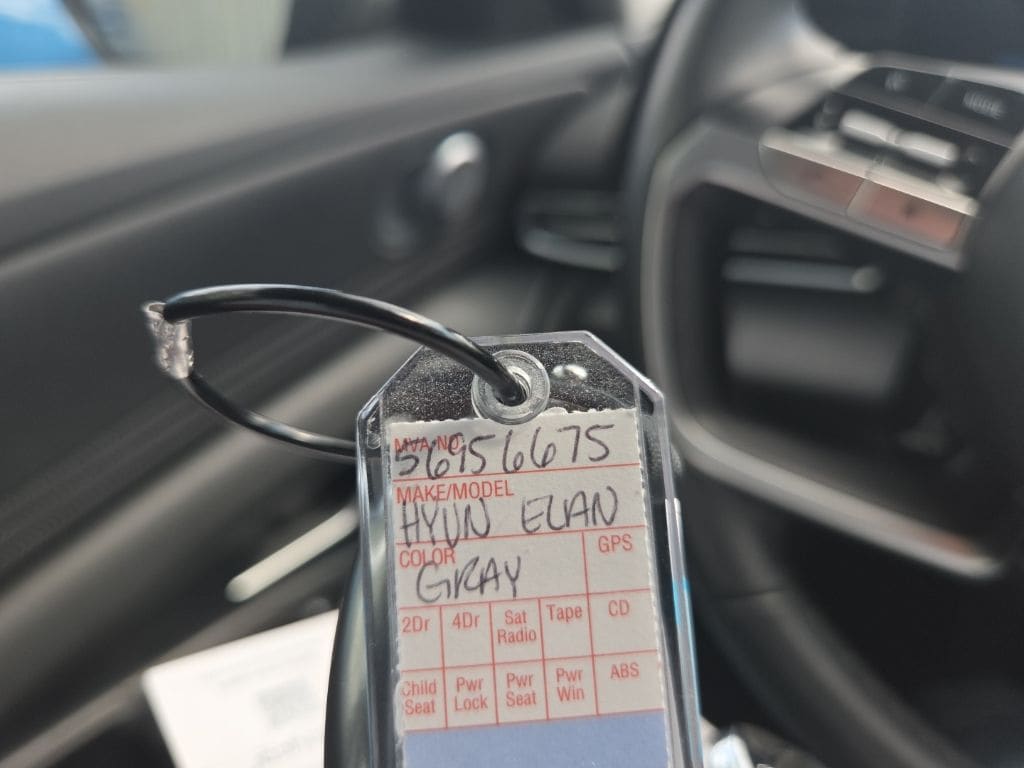 MVA NO.
56956675
MAKE/MODEL
HYUN ELAN
COLOR
GRAY
GPS
2Dr 4Dr Sat Radio Tape CD
Child Seat Pwr Lock Pwr Seat Pwr Win ABS